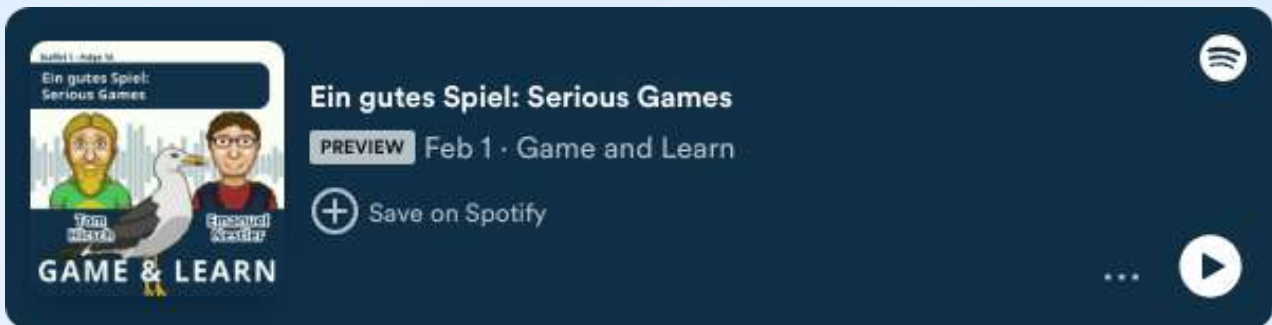 Ein gutes Spiel:
Serious Games
Tom
Hirsch
Emanuel
Nestler
GAME & LEARN
Ein gutes Spiel: Serious Games
PREVIEW Feb 1 · Game and Learn
Save on Spotify